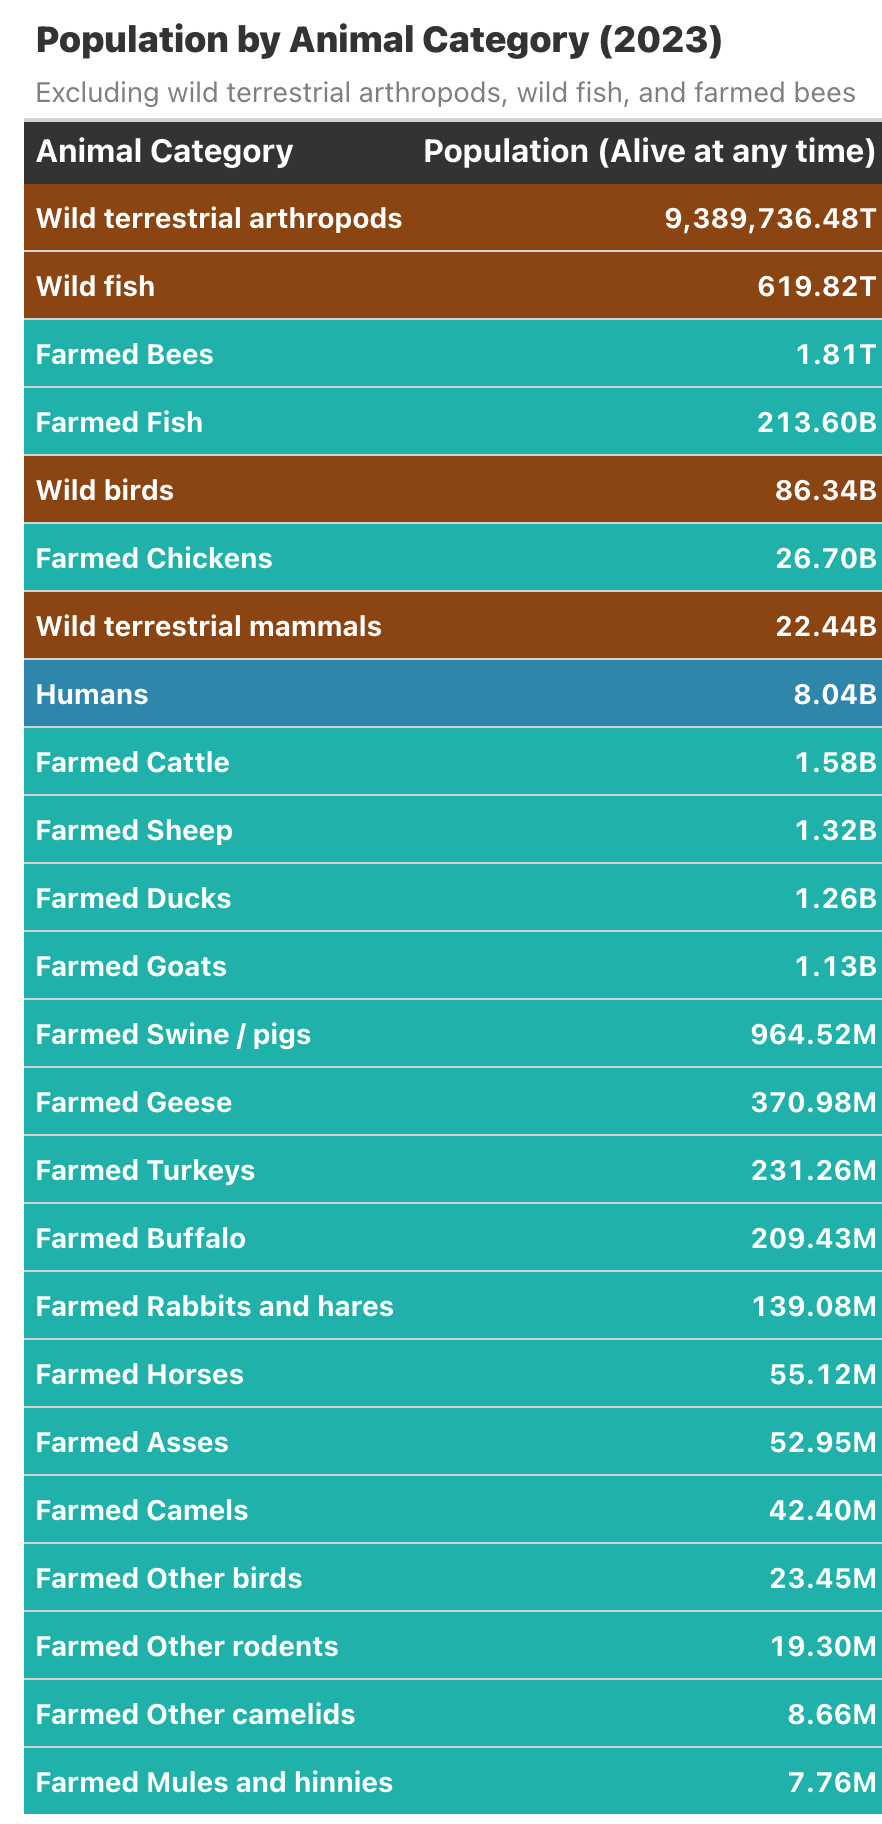 Population by Animal Category (2023)
Excluding wild terrestrial arthropods, wild fish, and farmed bees
Animal Category Population (Alive at any time)
Wild terrestrial arthropods 9,389,736.48T
Wild fish 619.82T
Farmed Bees 1.81T
Farmed Fish 213.60B
Wild birds 86.34B
Farmed Chickens 26.70B
Wild terrestrial mammals 22.44B
Humans 8.04B
Farmed Cattle 1.58B
Farmed Sheep 1.32B
Farmed Ducks 1.26B
Farmed Goats 1.13B
Farmed Swine / pigs 964.52M
Farmed Geese 370.98M
Farmed Turkeys 231.26M
Farmed Buffalo 209.43M
Farmed Rabbits and hares 139.08M
Farmed Horses 55.12M
Farmed Asses 52.95M
Farmed Camels 42.40M
Farmed Other birds 23.45M
Farmed Other rodents 19.30M
Farmed Other camelids 8.66M
Farmed Mules and hinnies 7.76M